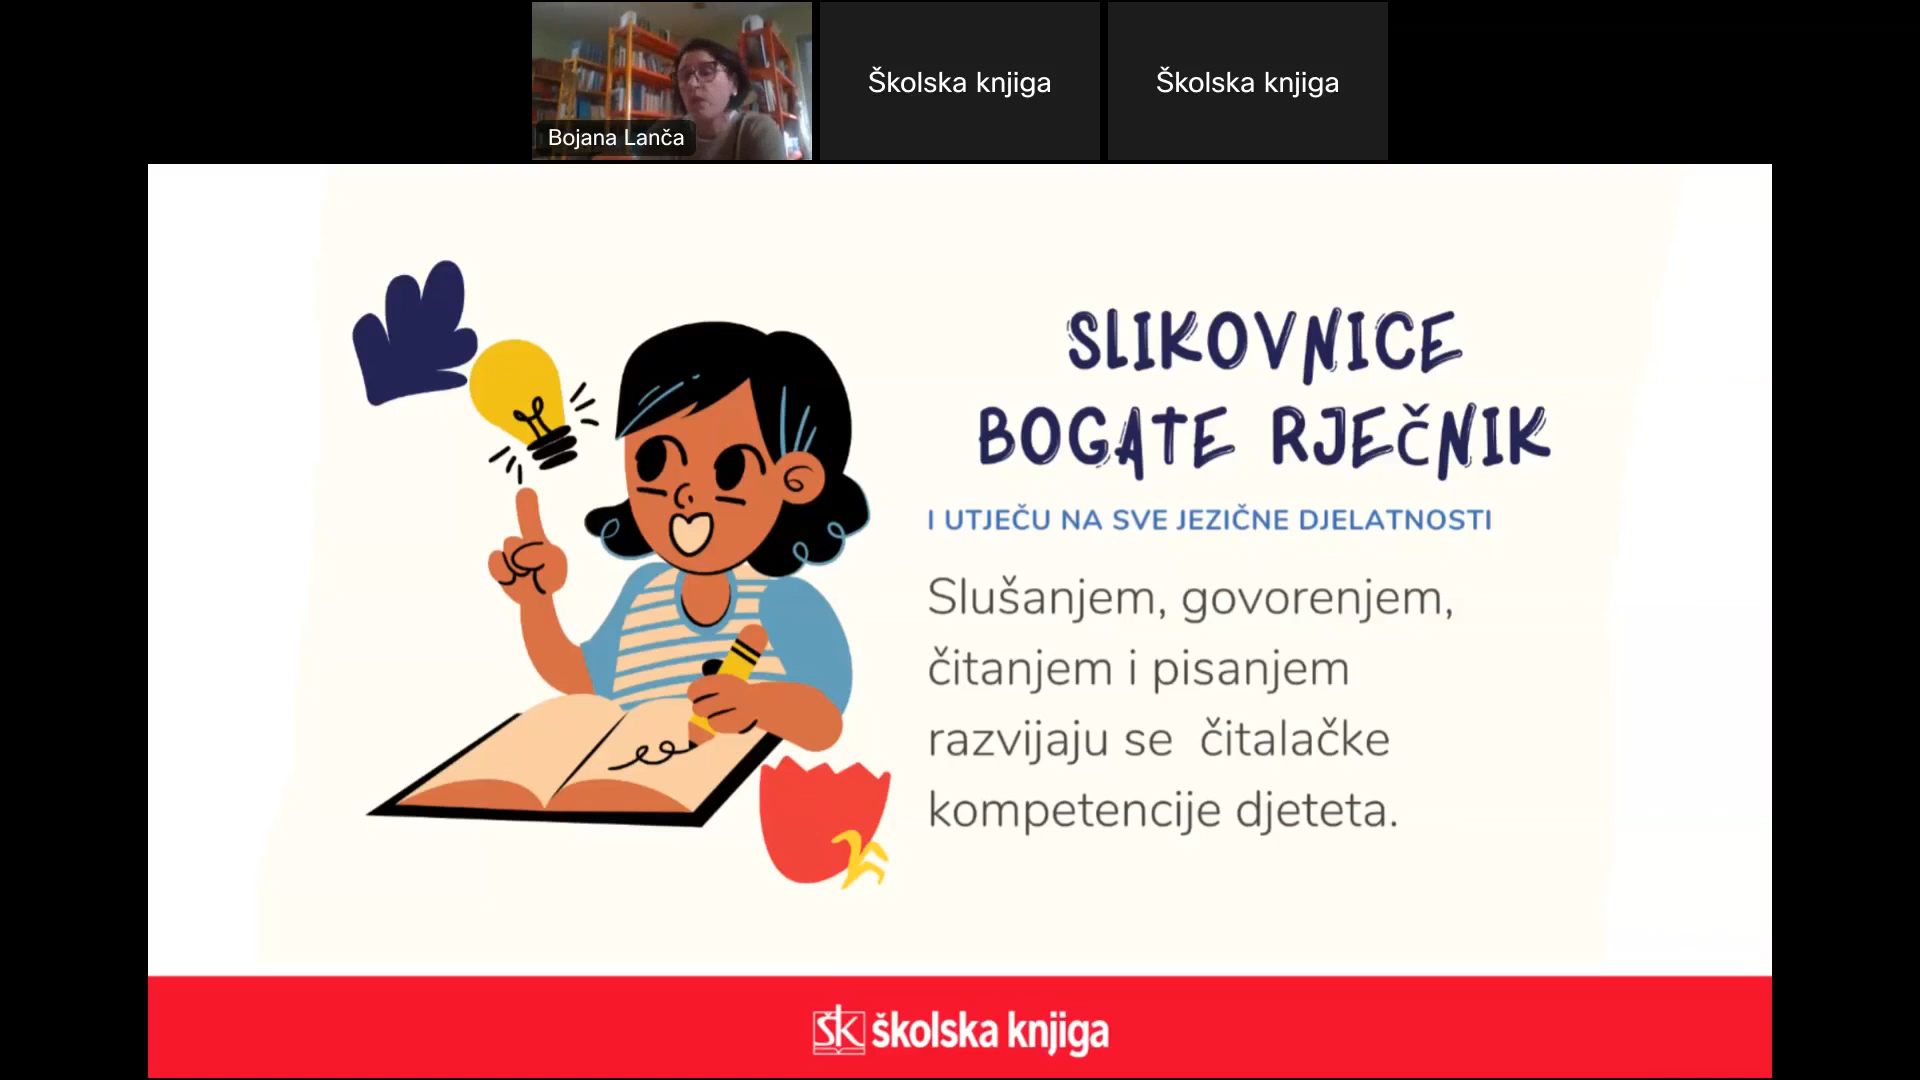 Bojana Lanča
Školska knjiga
Školska knjiga
SLIKOVNICE
BOGATE RJEČNIK
I UTJEČU NA SVE JEZIČNE DJELATNOSTI
Slušanjem, govorenjem,
čitanjem i pisanjem
razvijaju se čitalačke
kompetencije djeteta.
ŠK školska knjiga